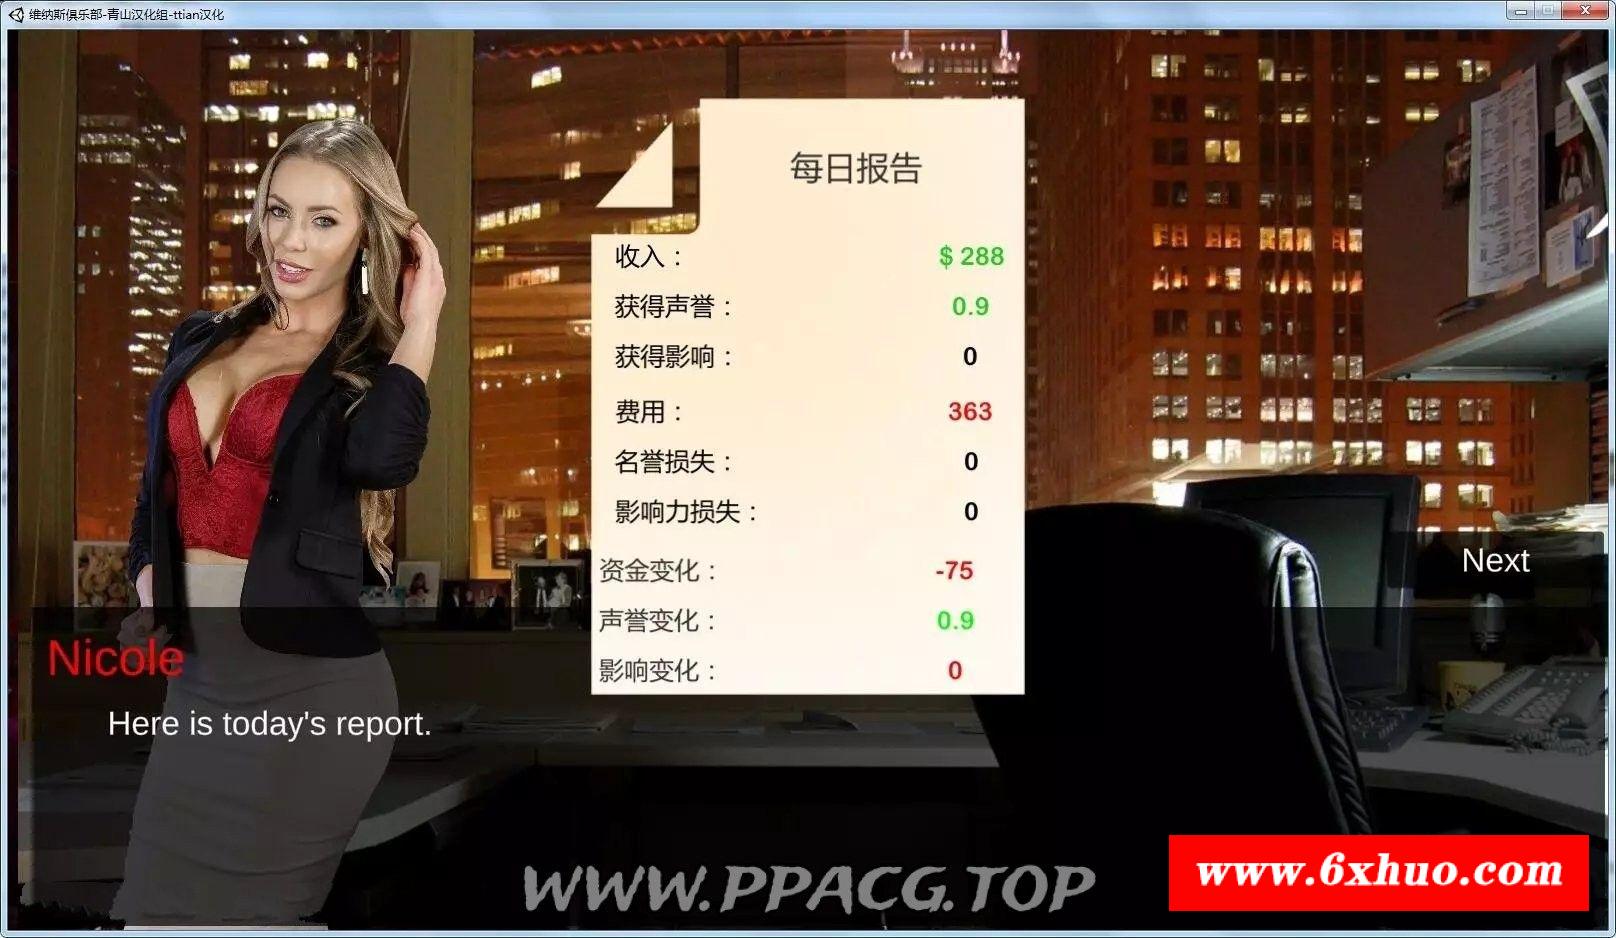 维纳斯俱乐部-青山汉化组-ttian汉化
每日报告
收入： $ 288
获得声誉： 0.9
获得影响： 0
费用： 363
名誉损失： 0
影响力损失： 0
资金变化： -75
声誉变化： 0.9
影响变化： 0
Next
Nicole
Here is today's report.
WWW.PPACG.TOP
www.6xhuo.com